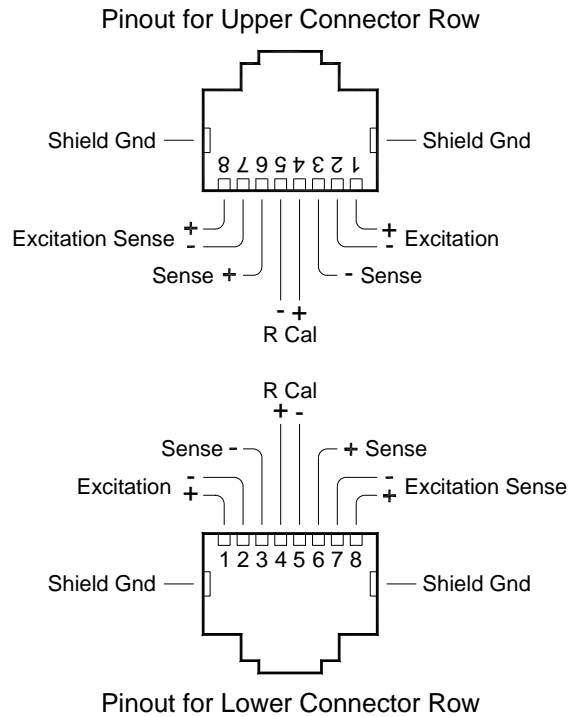 Pinout for Upper Connector Row
Shield Gnd
Shield Gnd
8 7 6 5 4 3 2 1
Excitation Sense + -
+ - Excitation
Sense +
- Sense
- +
R Cal
R Cal
+ -
Sense -
+ Sense
Excitation - +
- + Excitation Sense
1 2 3 4 5 6 7 8
Shield Gnd
Shield Gnd
Pinout for Lower Connector Row